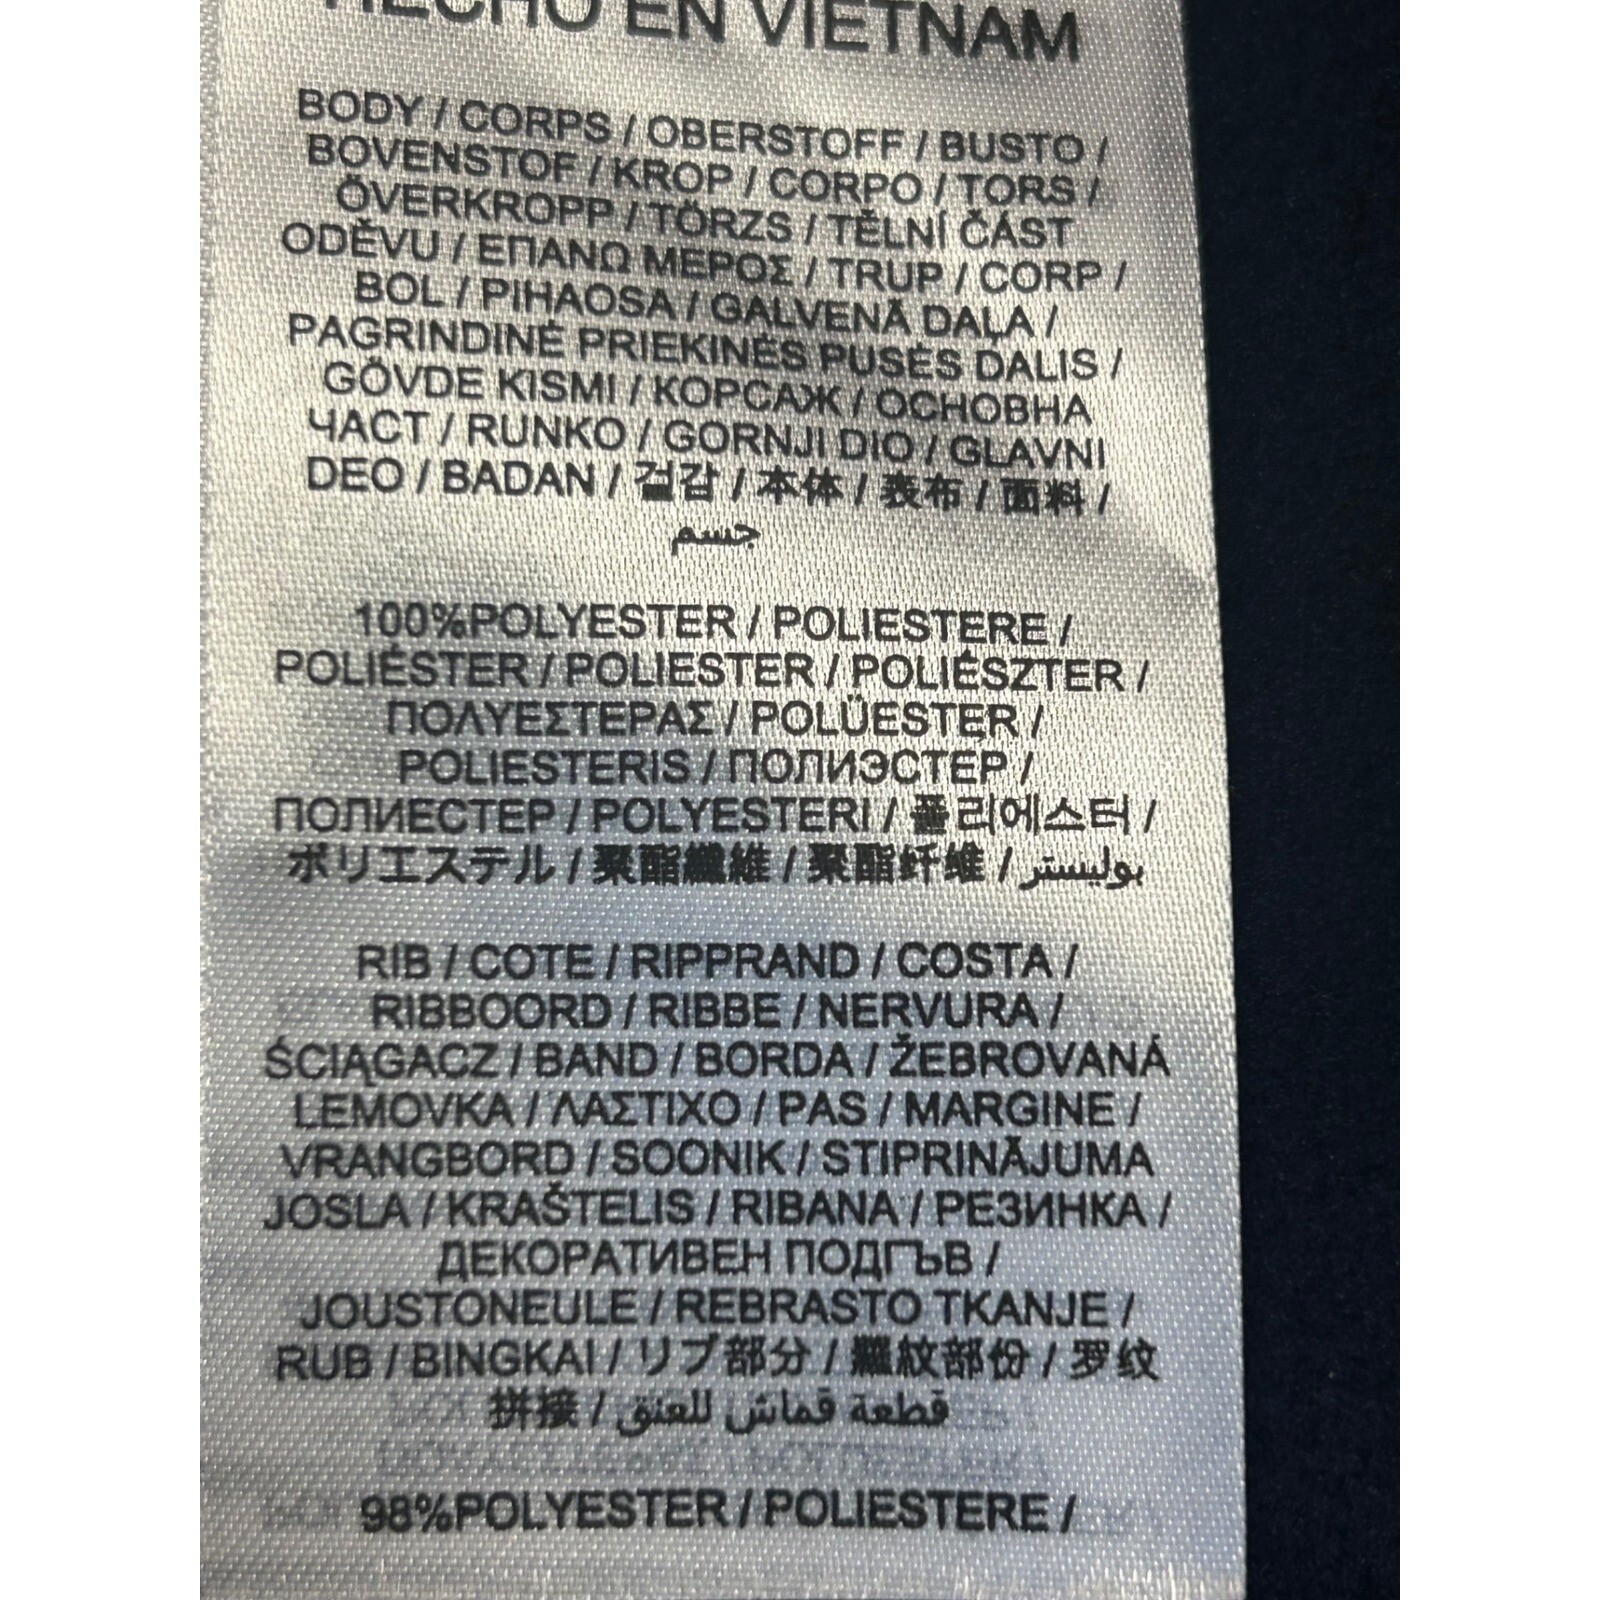 HECHO EN VIETNAM
BODY / CORPS / OBERSTOFF / BUSTO /
BOVENSTOF / KROP / CORPO / TORS /
ÖVERKROPP / TÖRZS / TĚLNÍ ČÁST
ODĚVU / ΕΠΑΝΩ ΜΕΡΟΣ / TRUP / CORP /
BOL / PIHAOSA / GALVENĀ DAĻA /
PAGRINDINĖ PRIEKINĖS PUSĖS DALIS /
GÖVDE KISMI / КОРСАЖ / ОСНОВНА
ЧАСТ / RUNKO / GORNJI DIO / GLAVNI
DEO / BADAN / 겉감 / 本体 / 表布 / 面料 /
جسم
100%POLYESTER / POLIESTERE /
POLIÉSTER / POLIESTER / POLIÉSZTER /
ΠΟΛΥΕΣΤΕΡΑΣ / POLÜESTER /
POLIESTERIS / ПОЛИЭСТЕР /
ПОЛИЕСТЕР / POLYESTERI / 폴리에스터 /
ポリエステル / 聚酯纖維 / 聚酯纤维 / بوليستر
RIB / COTE / RIPPRAND / COSTA /
RIBBOORD / RIBBE / NERVURA /
ŚCIĄGACZ / BAND / BORDA / ŽEBROVANÁ
LEMOVKA / ΛΑΣΤΙΧΟ / PAS / MARGINE /
VRANGBORD / SOONIK / STIPRINĀJUMA
JOSLA / KRAŠTELIS / RIBANA / РЕЗИНКА /
ДЕКОРАТИВЕН ПОДГЪВ /
JOUSTONEULE / REBRASTO TKANJE /
RUB / BINGKAI / リブ部分 / 羅紋部份 / 罗纹
拼接 / قطعة قماش للعنق
98%POLYESTER / POLIESTERE /